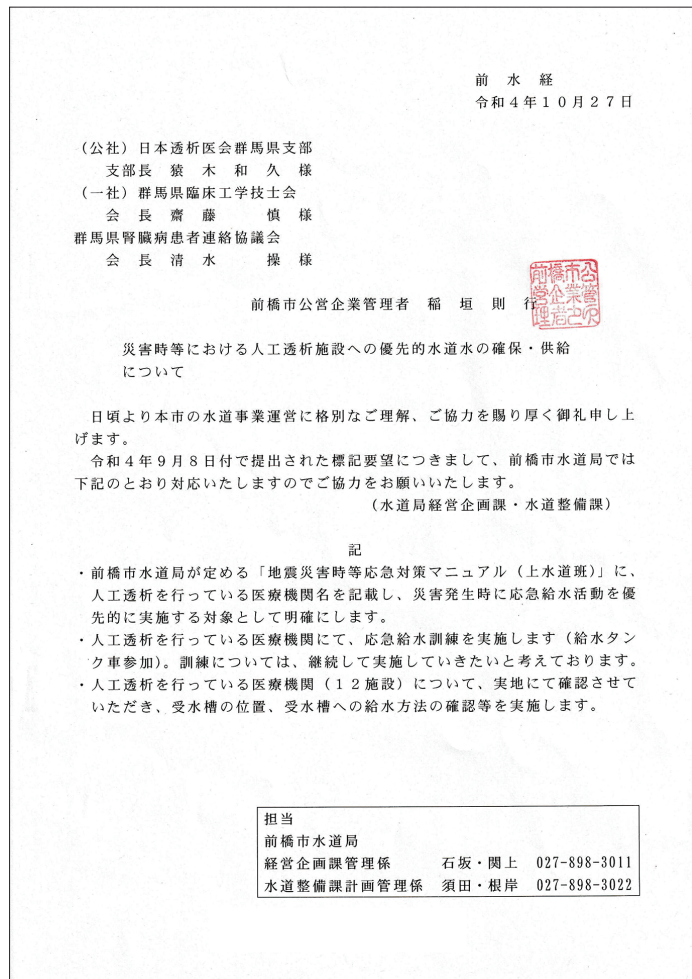 前 水 経
令和４年１０月２７日
（公社）日本透析医会群馬県支部
支部長 猿 木 和 久 様
（一社）群馬県臨床工学技士会
会 長 齋 藤 慎 様
群馬県腎臓病患者連絡協議会
会 長 清 水 操 様
前橋市公営企業管理者 稲 垣 則 行
災害時等における人工透析施設への優先的水道水の確保・供給
について
日頃より本市の水道事業運営に格別なご理解、ご協力を賜り厚く御礼申し上
げます。
令和４年９月８日付で提出された標記要望につきまして、前橋市水道局では
下記のとおり対応いたしますのでご協力をお願いいたします。
（水道局経営企画課・水道整備課）
記
・前橋市水道局が定める「地震災害時等応急対策マニュアル（上水道班）」に、
人工透析を行っている医療機関名を記載し、災害発生時に応急給水活動を優
先的に実施する対象として明確にします。
・人工透析を行っている医療機関にて、応急給水訓練を実施します（給水タン
ク車参加）。訓練については、継続して実施していきたいと考えております。
・人工透析を行っている医療機関（１２施設）について、実地にて確認させて
いただき、受水槽の位置、受水槽への給水方法の確認等を実施します。
担当
前橋市水道局
経営企画課管理係 石坂・関上 027-898-3011
水道整備課計画管理係 須田・根岸 027-898-3022